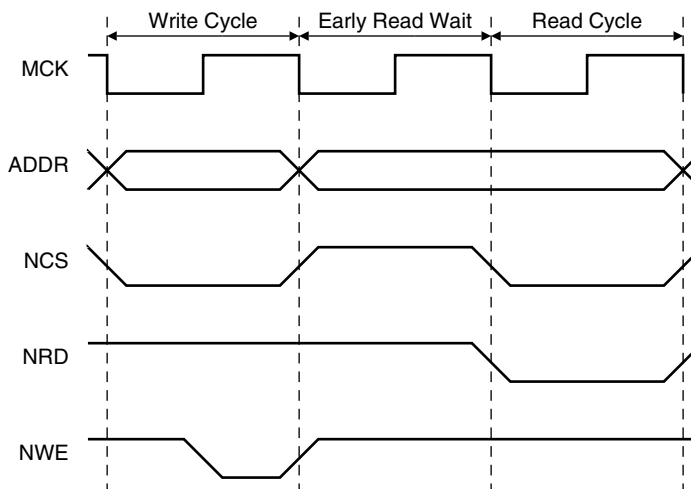 Write Cycle Early Read Wait Read Cycle
MCK
ADDR
NCS
NRD
NWE